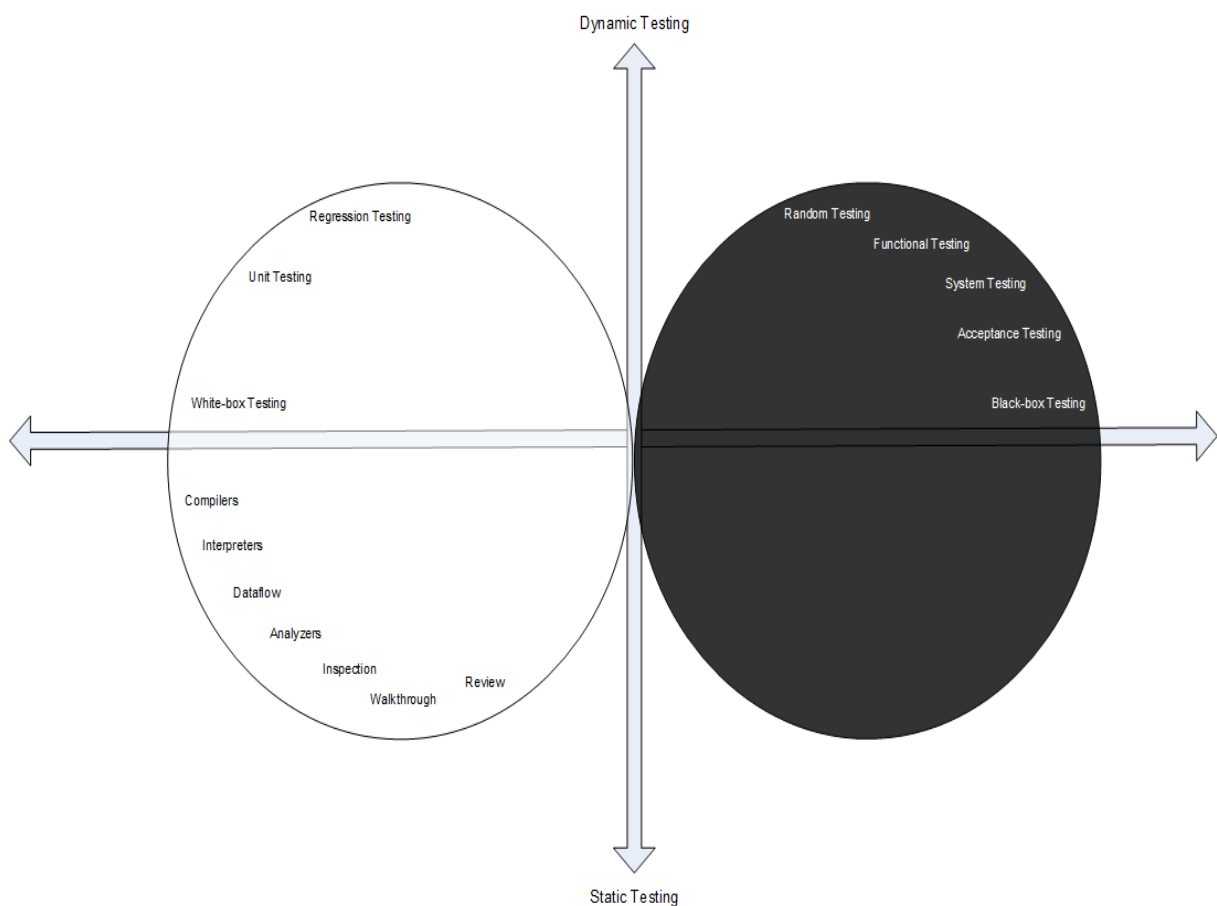 Dynamic Testing
Regression Testing
Unit Testing
White-box Testing
Compilers
Interpreters
Dataflow
Analyzers
Inspection
Walkthrough
Review
Random Testing
Functional Testing
System Testing
Acceptance Testing
Black-box Testing
Static Testing